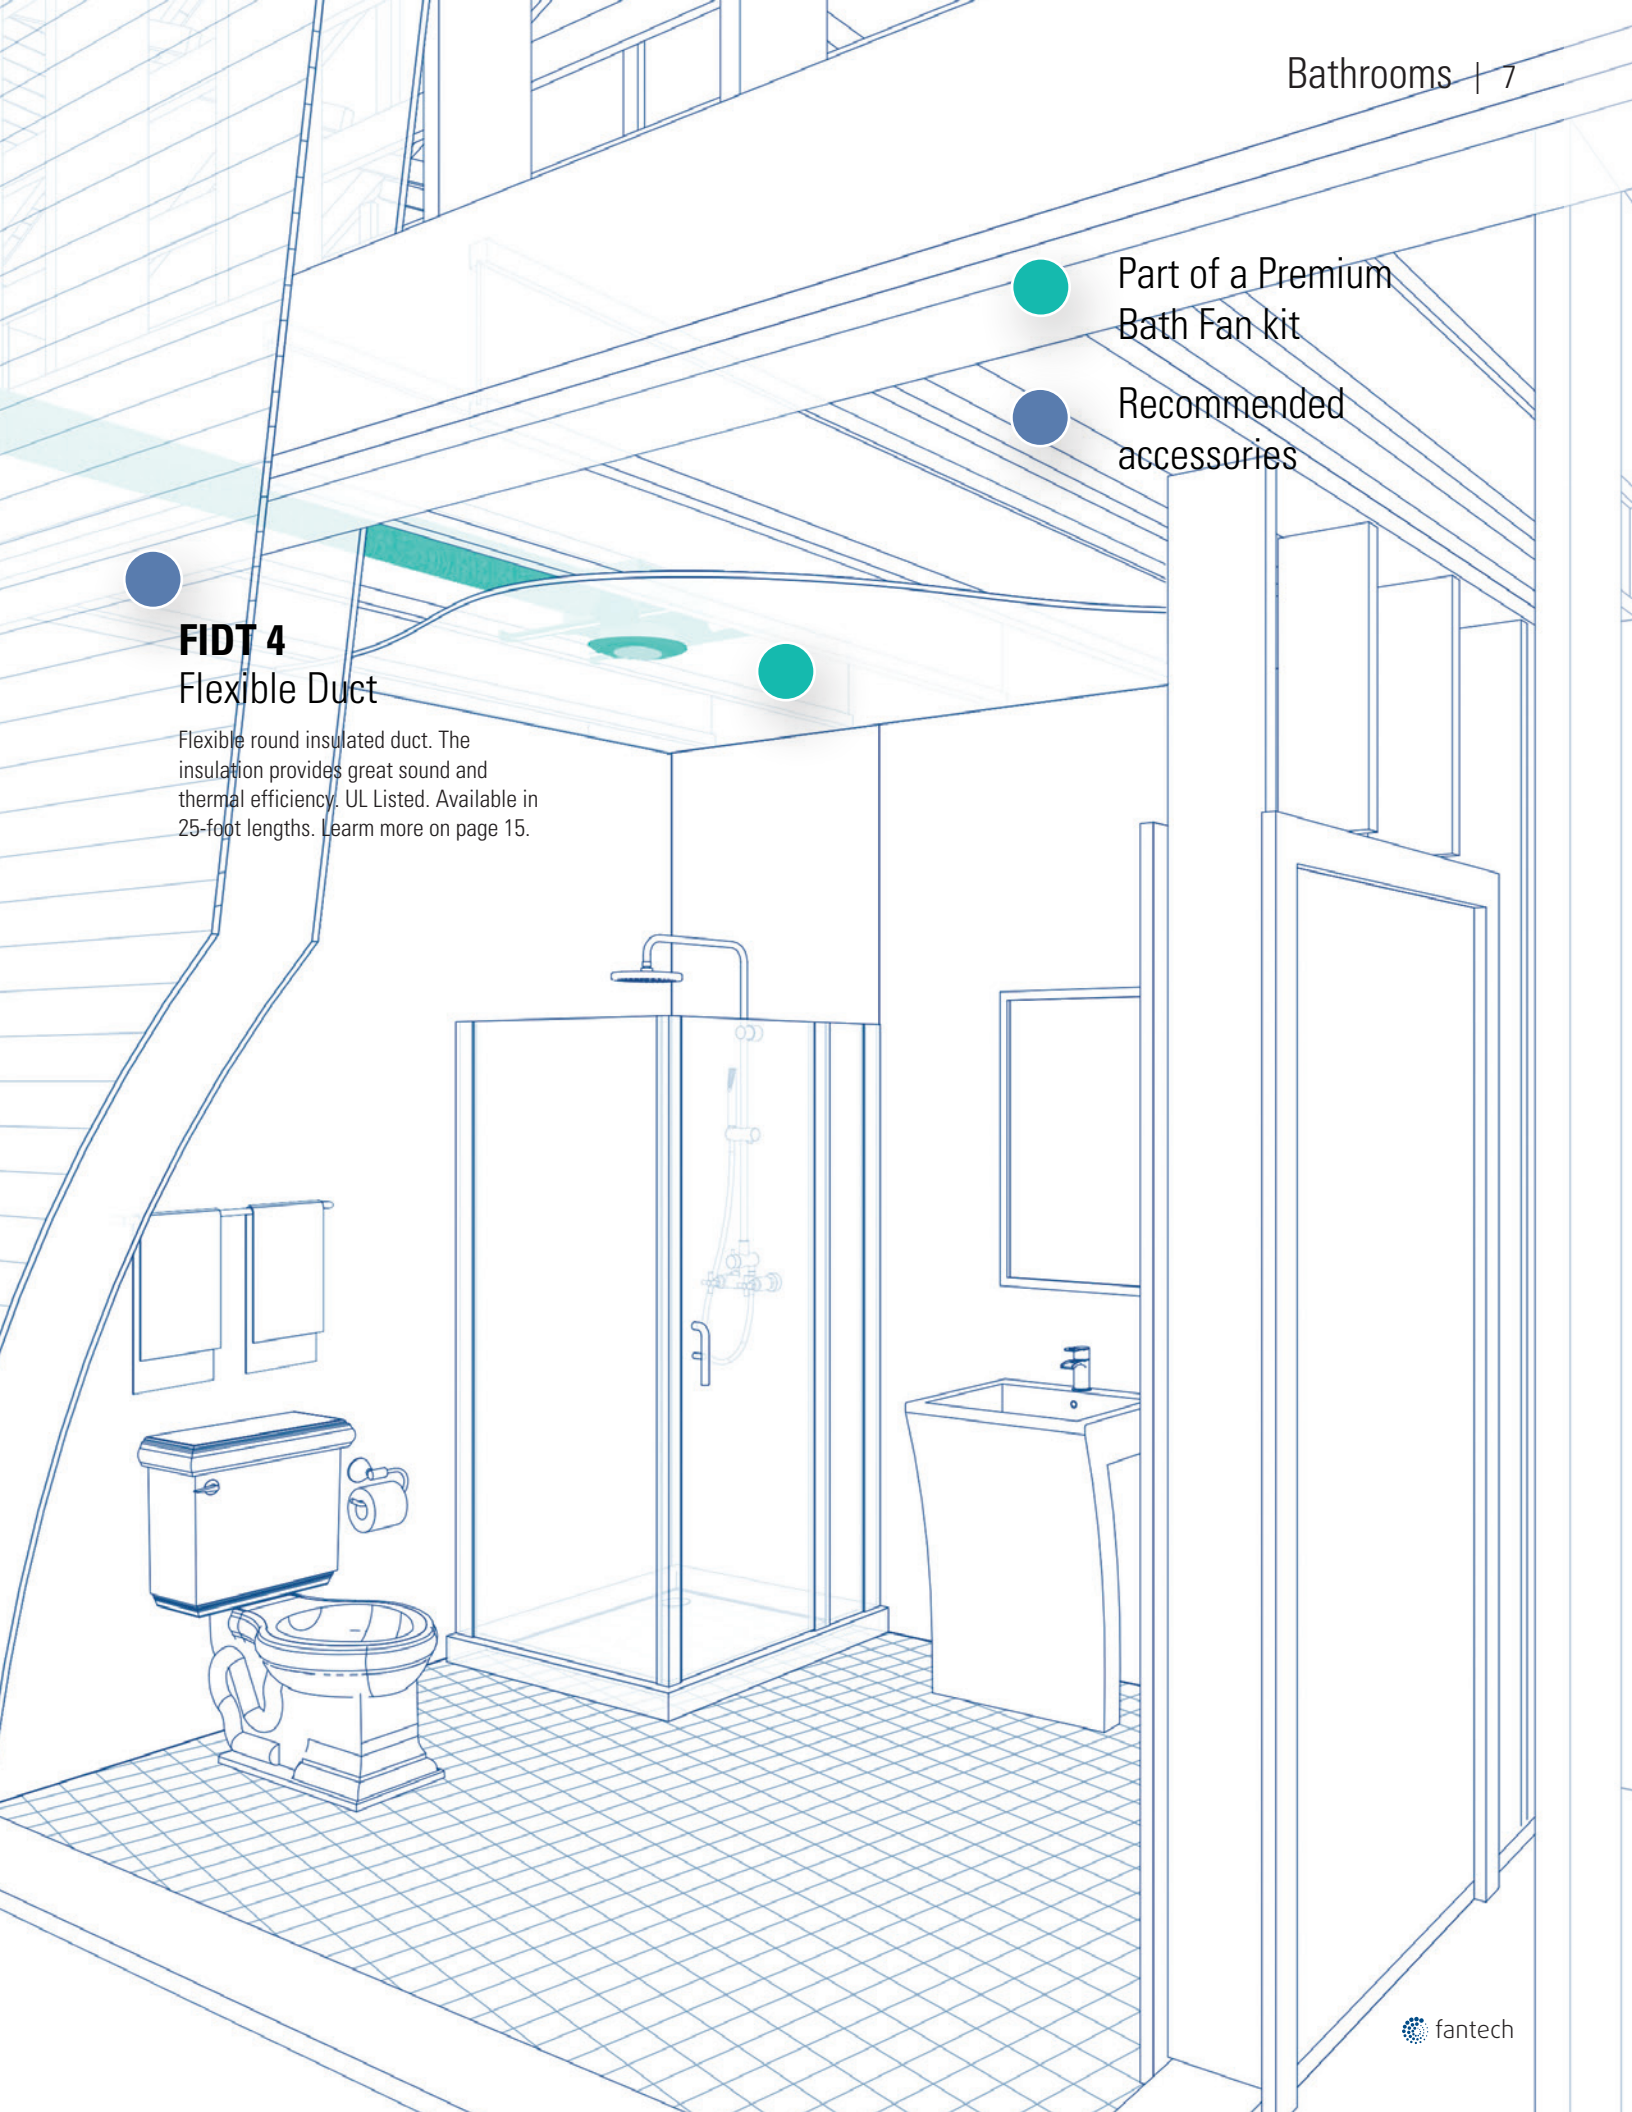 Bathrooms | 7
Part of a Premium
Bath Fan kit
Recommended
accessories
FIDT 4
Flexible Duct
Flexible round insulated duct. The
insulation provides great sound and
thermal efficiency. UL Listed. Available in
25-foot lengths. Learm more on page 15.
fantech